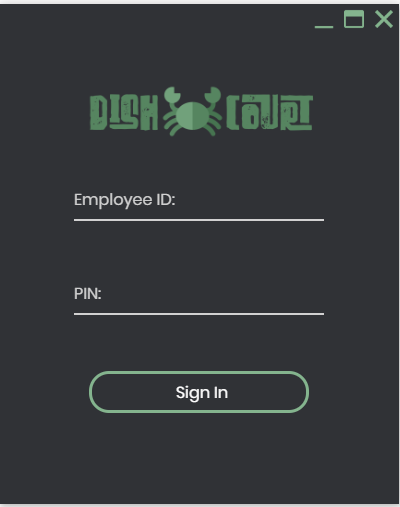 DISH COURT
Employee ID:
PIN:
Sign In